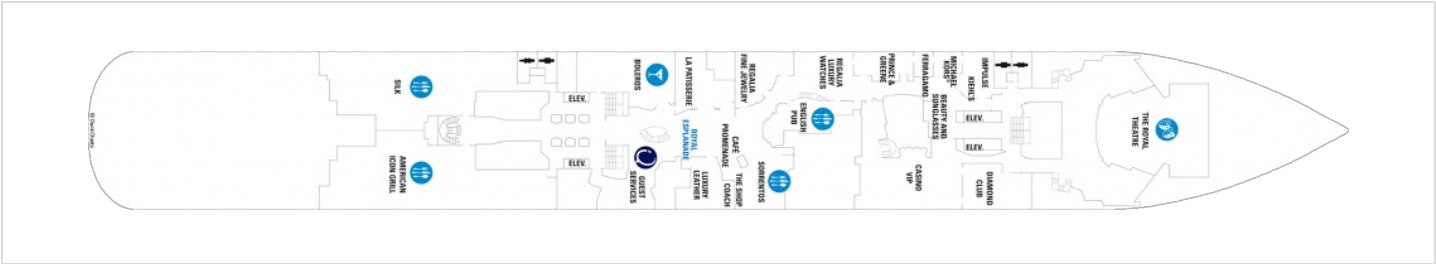 © DeckChairs
SILK
AMERICAN
ICON GRILL
ELEV.
ELEV.
BOLEROS
GUEST
SERVICES
LA PATISSERIE
ROYAL
ESPLANADE
LUXURY
LEATHER
REGALIA
FINE JEWELRY
CAFÉ
PROMENADE
THE SHOP
COACH
SORRENTOS
ENGLISH
PUB
REGALIA
LUXURY
WATCHES
PRINCE &
GREENE
FERRAGAMO
MICHAEL
KORS
BEAUTY AND
SUNGLASSES
KIEHL'S
IMPULSE
CASINO
VIP
ELEV.
ELEV.
DIAMOND
CLUB
THE ROYAL
THEATRE